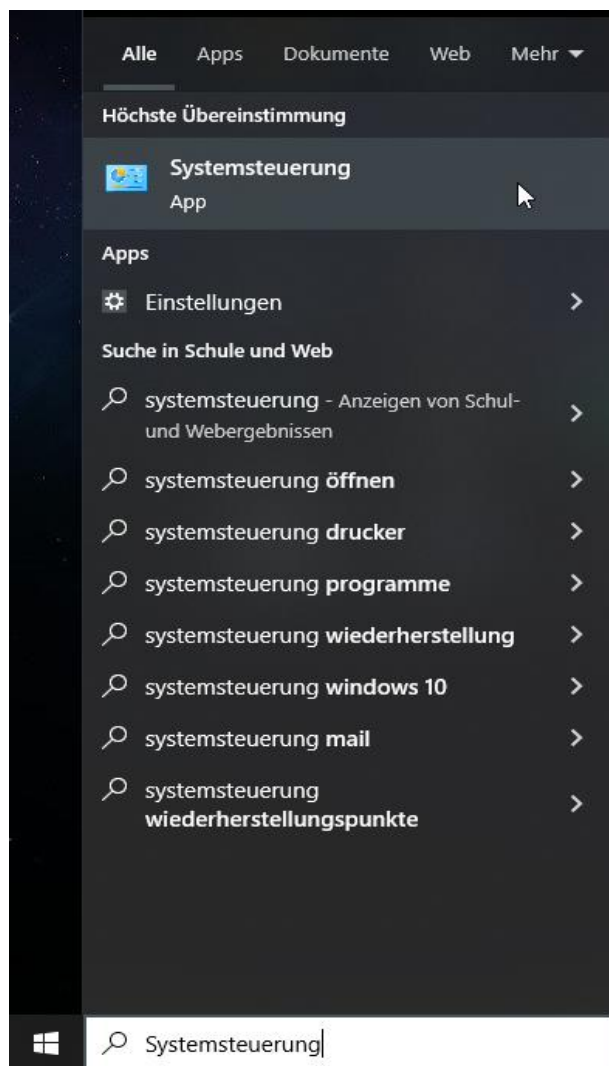 Alle Apps Dokumente Web Mehr
Höchste Übereinstimmung
Systemsteuerung
App
Apps
Einstellungen
Suche in Schule und Web
systemsteuerung - Anzeigen von Schul-
und Webergebnissen
systemsteuerung öffnen
systemsteuerung drucker
systemsteuerung programme
systemsteuerung wiederherstellung
systemsteuerung windows 10
systemsteuerung mail
systemsteuerung
wiederherstellungspunkte
Systemsteuerung